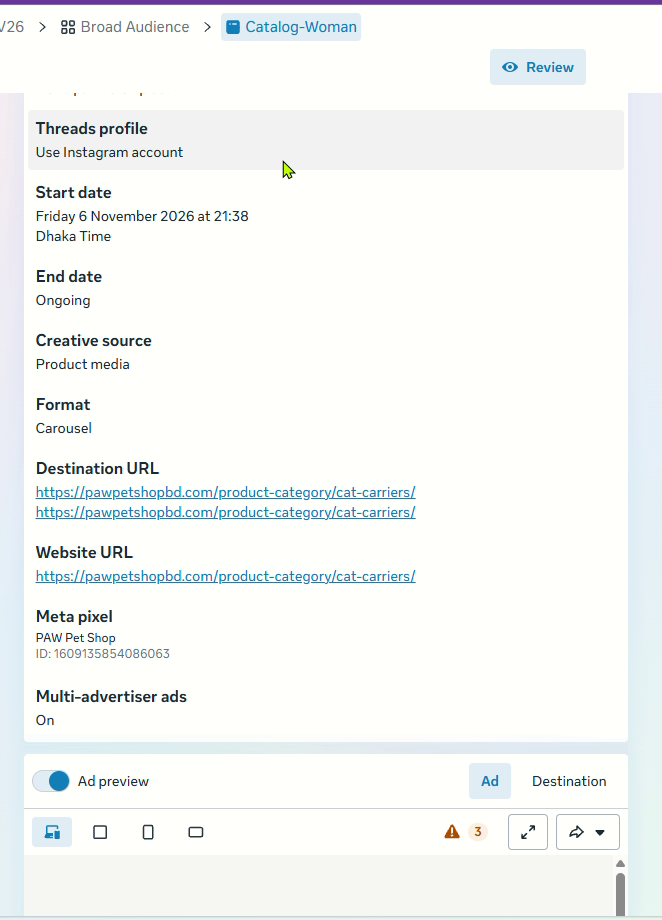 V26 > Broad Audience > Catalog-Woman
Review
Threads profile
Use Instagram account
Start date
Friday 6 November 2026 at 21:38
Dhaka Time
End date
Ongoing
Creative source
Product media
Format
Carousel
Destination URL
https://pawpetshopbd.com/product-category/cat-carriers/
https://pawpetshopbd.com/product-category/cat-carriers/
Website URL
https://pawpetshopbd.com/product-category/cat-carriers/
Meta pixel
PAW Pet Shop
ID: 1609135854086063
Multi-advertiser ads
On
Ad preview
Ad
Destination
3